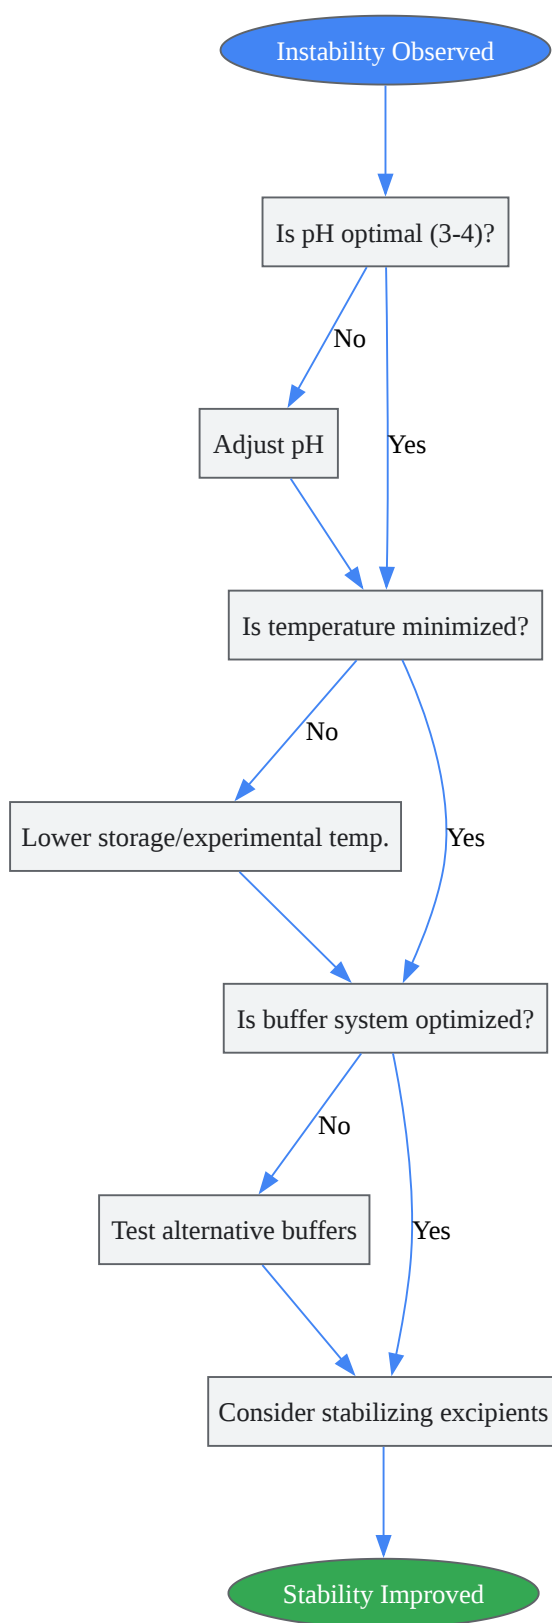 Instability Observed
Is pH optimal (3-4)?
No
Adjust pH
Yes
Is temperature minimized?
No
Lower storage/experimental temp.
Yes
Is buffer system optimized?
No
Test alternative buffers
Yes
Consider stabilizing excipients
Stability Improved